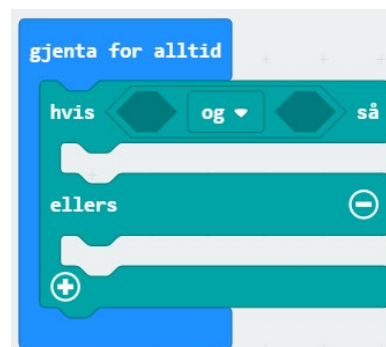 gjenta for alltid
hvis og så
ellers